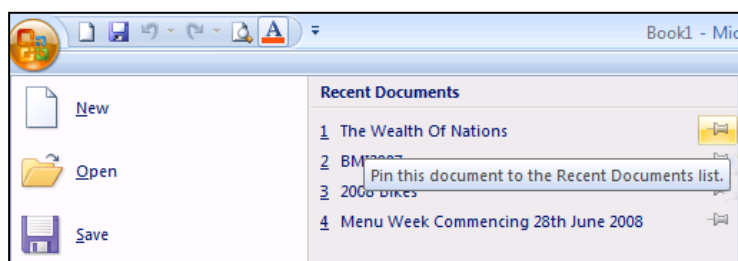 Book1 - Mic
New
Open
Save
Recent Documents
1 The Wealth Of Nations
2
Pin this document to the Recent Documents list.
3 2008 Bikes
4 Menu Week Commencing 28th June 2008